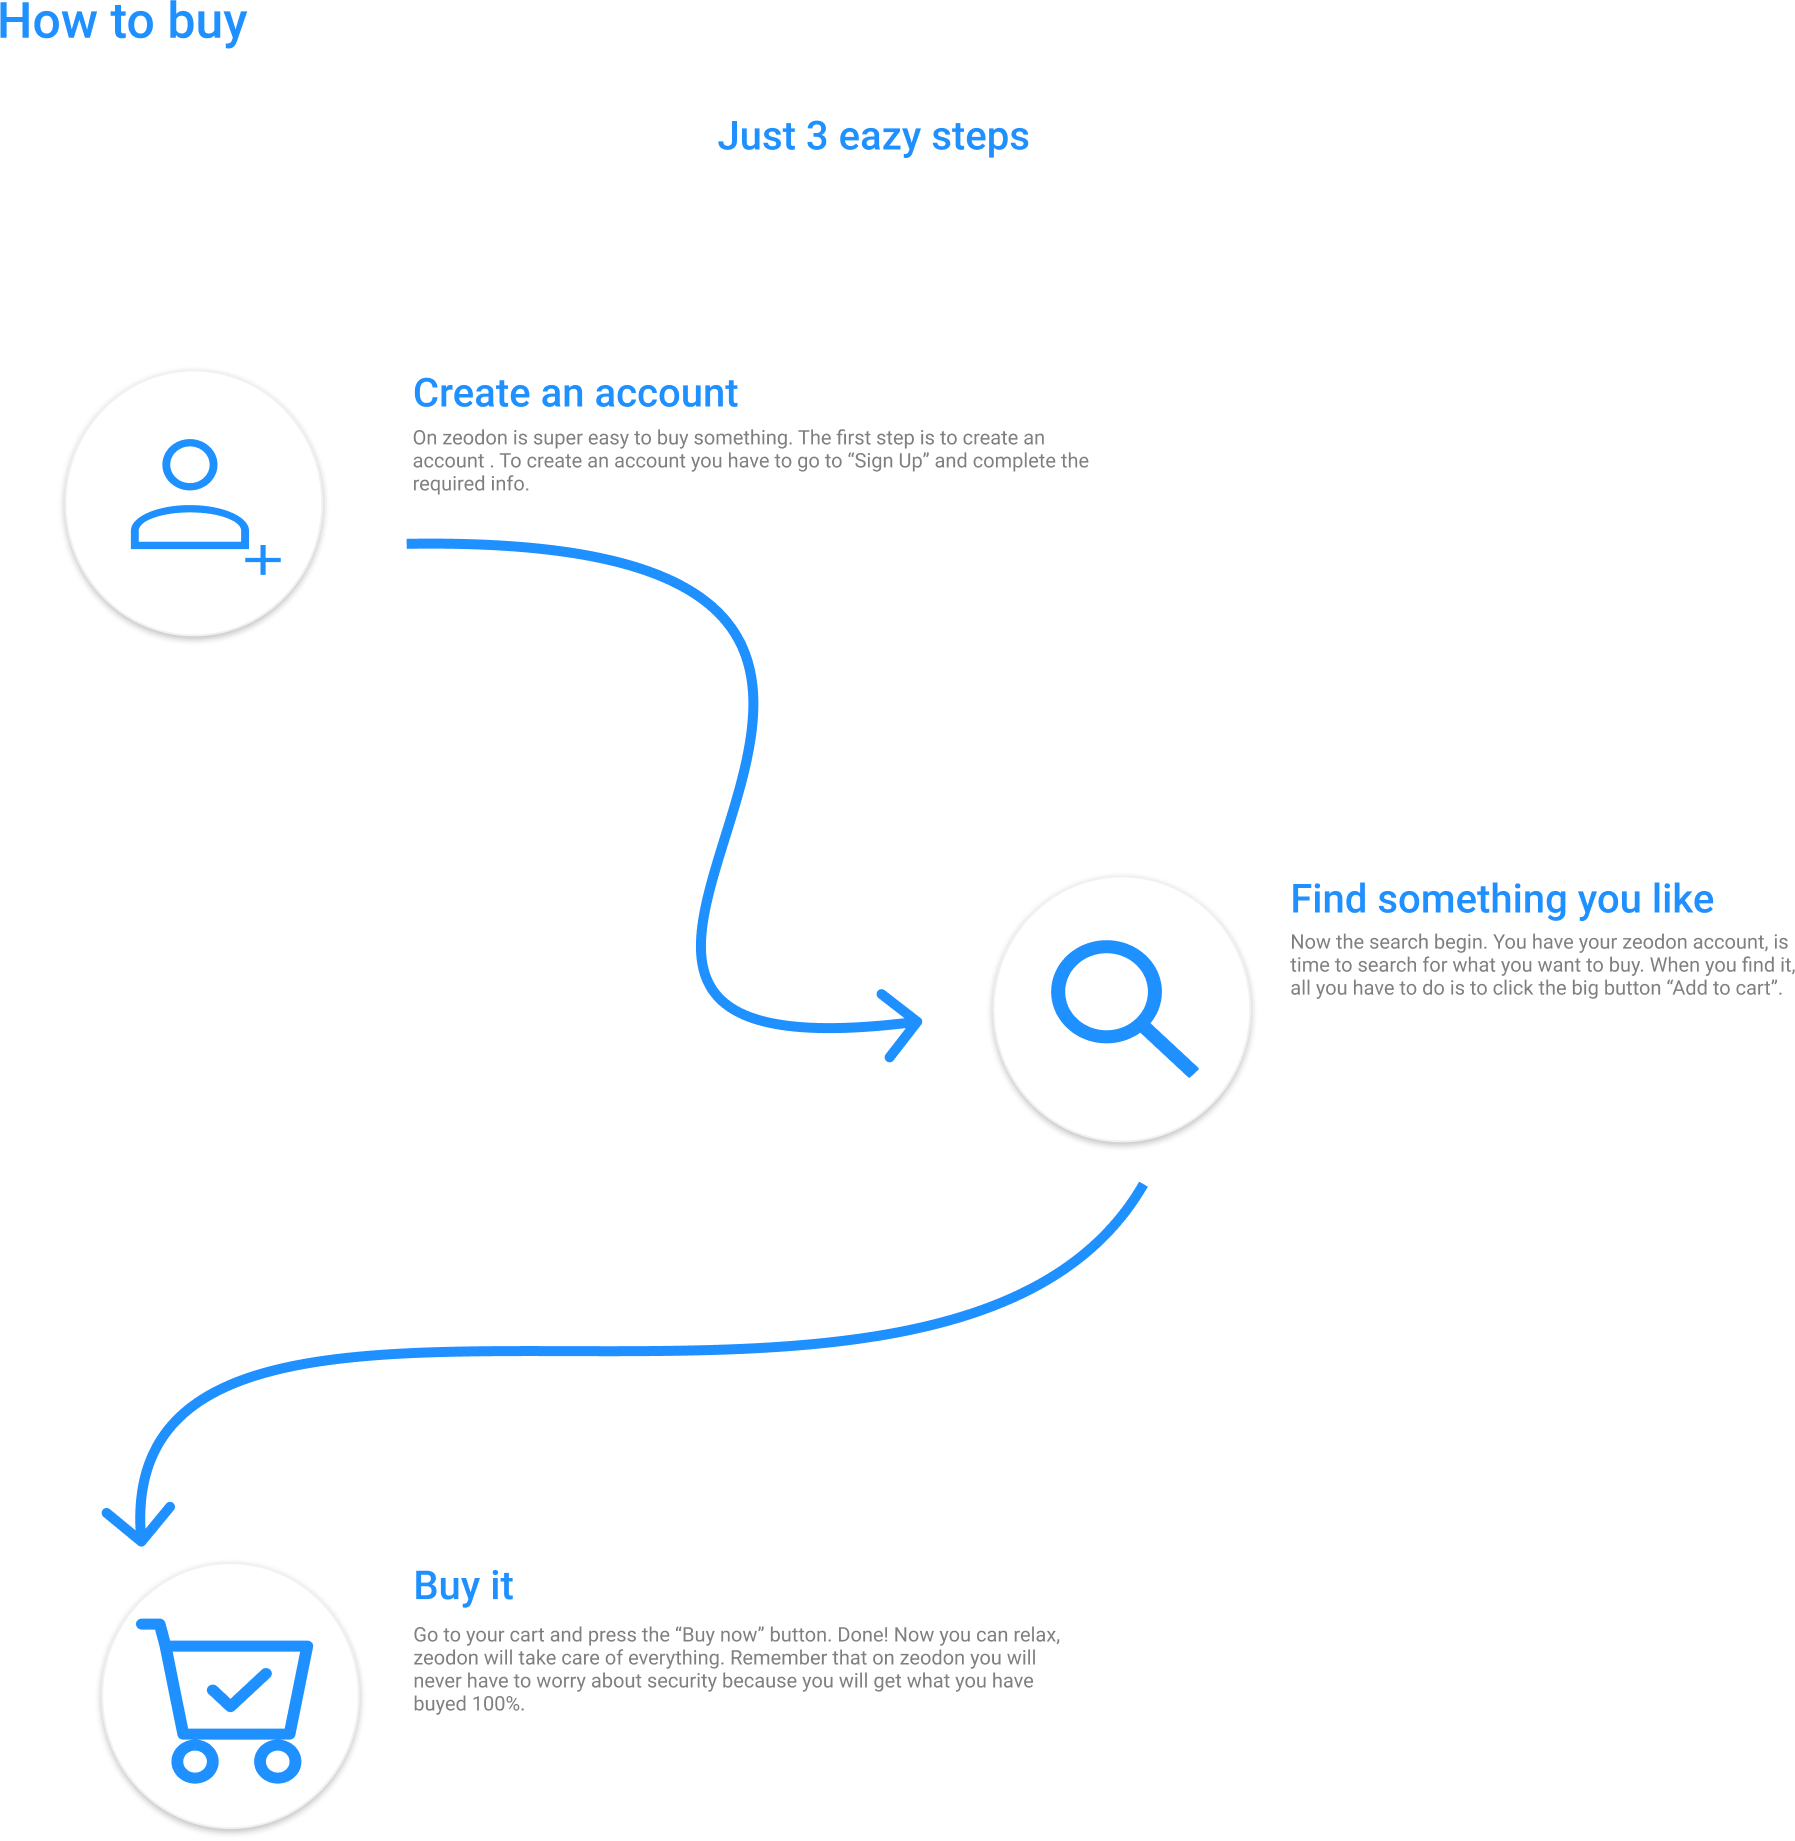 How to buy
Just 3 eazy steps
Create an account
On zeodon is super easy to buy something. The first step is to create an
account . To create an account you have to go to “Sign Up” and complete the
required info.
Find something you like
Now the search begin. You have your zeodon account, is
time to search for what you want to buy. When you find it,
all you have to do is to click the big button “Add to cart”.
Buy it
Go to your cart and press the “Buy now” button. Done! Now you can relax,
zeodon will take care of everything. Remember that on zeodon you will
never have to worry about security because you will get what you have
buyed 100%.